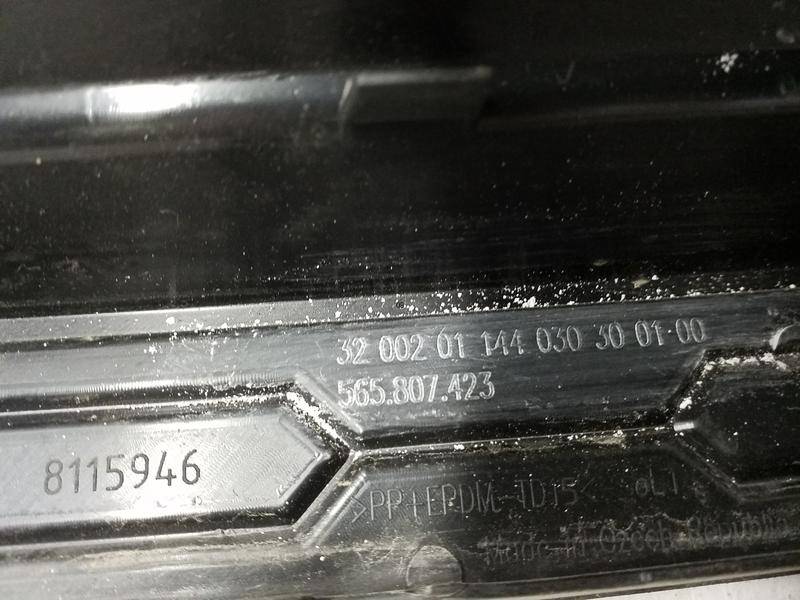 32 002 01 144 030 30 01-00
565.807.423
8115946
>PP+EPDM-TD15< oL1
Made in Czech Republic